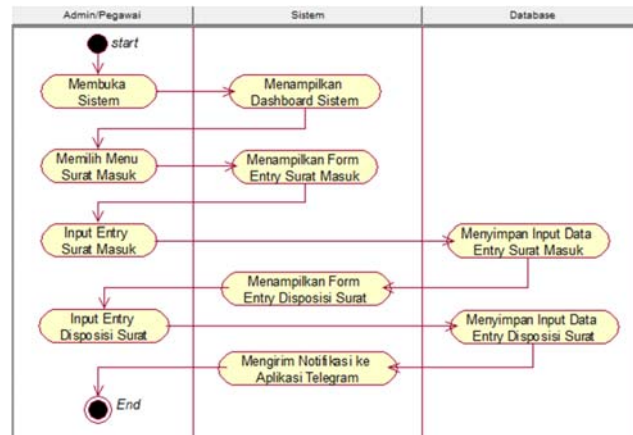 Admin/Pegawai
Sistem
Database
start
Membuka
Sistem
Menampilkan
Dashboard Sistem
Memilih Menu
Surat Masuk
Menampilkan Form
Entry Surat Masuk
Input Entry
Surat Masuk
Menyimpan Input Data
Entry Surat Masuk
Menampilkan Form
Entry Disposisi Surat
Input Entry
Disposisi Surat
Menyimpan Input Data
Entry Disposisi Surat
Mengirim Notifikasi ke
Aplikasi Telegram
End